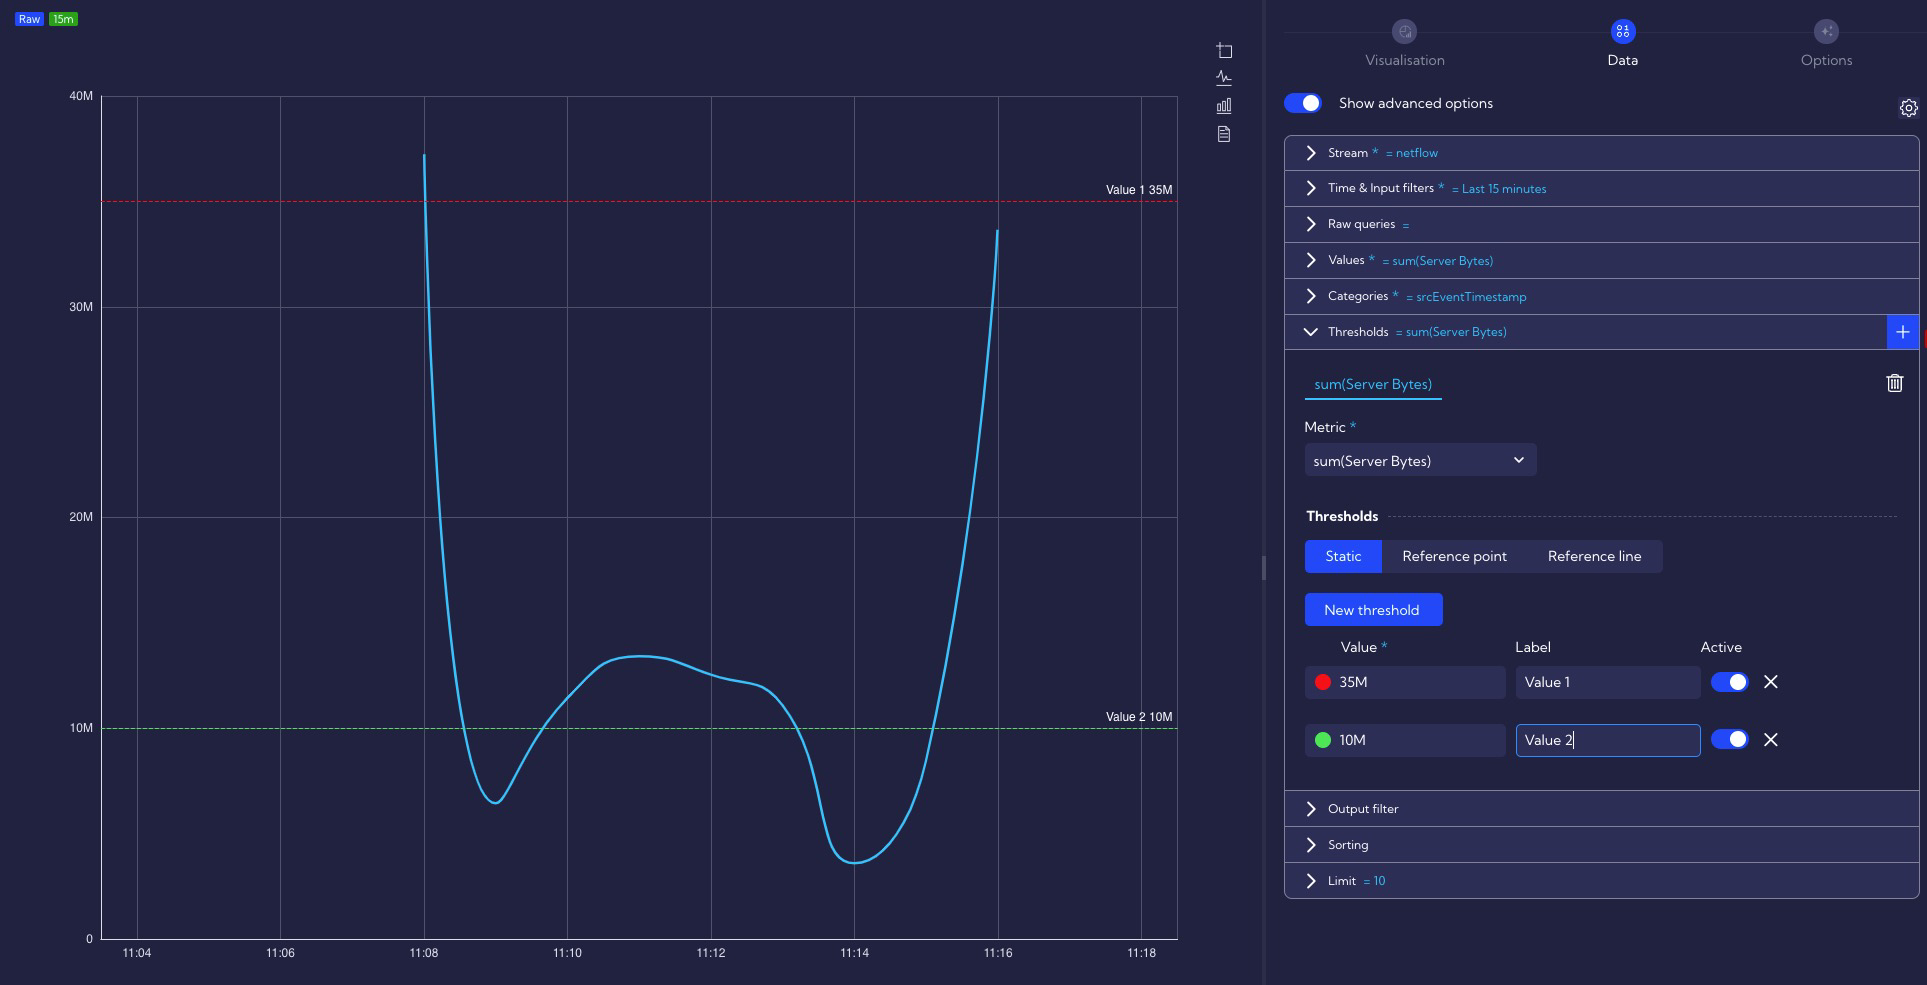 Raw 15m
40M
30M
20M
10M
0
11:04 11:06 11:08 11:10 11:12 11:14 11:16 11:18
Value 1 35M
Value 2 10M
Visualisation Data Options
Show advanced options
Stream * = netflow
Time & Input filters * = Last 15 minutes
Raw queries =
Values * = sum(Server Bytes)
Categories * = srcEventTimestamp
Thresholds = sum(Server Bytes)
sum(Server Bytes)
Metric *
sum(Server Bytes)
Thresholds
Static Reference point Reference line
New threshold
Value * Label Active
35M Value 1
10M Value 2
Output filter
Sorting
Limit = 10